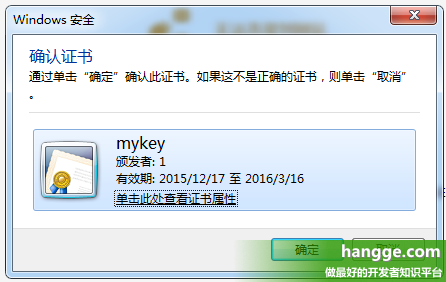 Windows 安全
确认证书
通过单击“确定”确认此证书。如果这不是正确的证书，则单击“取消”
。
mykey
颁发者: 1
有效期: 2015/12/17 至 2016/3/16
单击此处查看证书属性
确定
取消
hangge.com
做最好的开发者知识平台